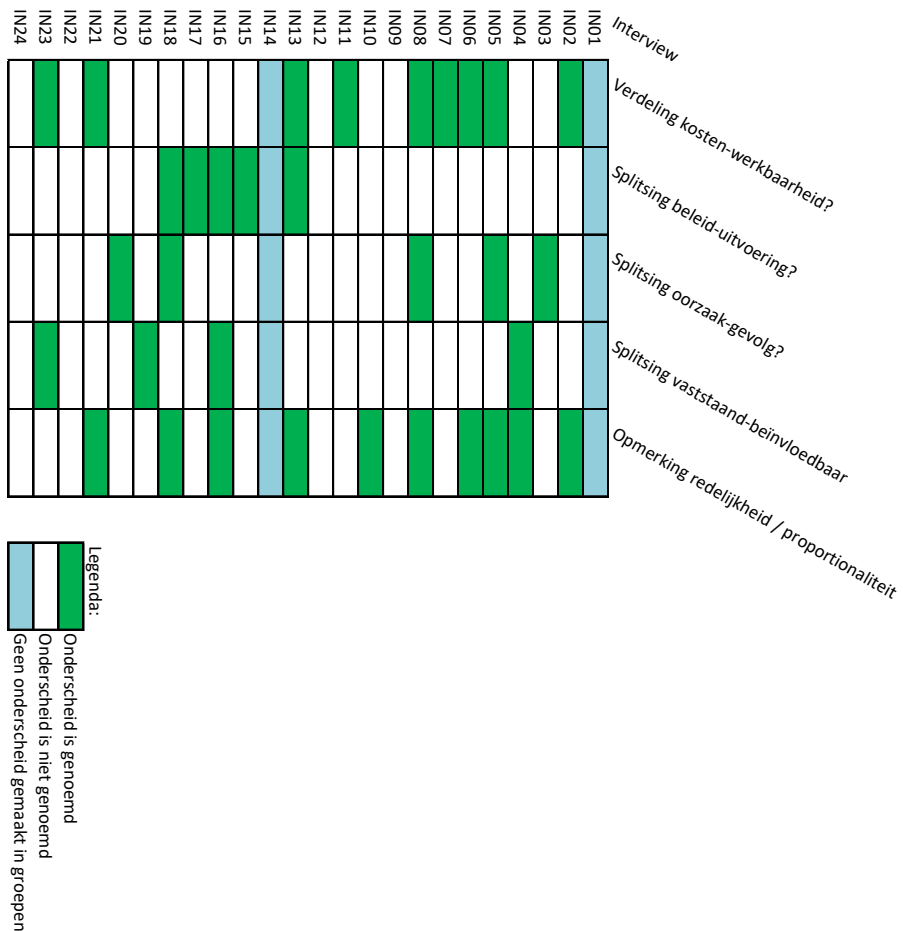 Interview
Verdeling kosten-werkbaarheid?
Splitsing beleid-uitvoering?
Splitsing oorzaak-gevolg?
Splitsing vaststaand-beïnvloedbaar
Opmerking redelijkheid / proportionaliteit
IN01
IN02
IN03
IN04
IN05
IN06
IN07
IN08
IN09
IN10
IN11
IN12
IN13
IN14
IN15
IN16
IN17
IN18
IN19
IN20
IN21
IN22
IN23
IN24
Legenda:
Onderscheid is genoemd
Onderscheid is niet genoemd
Geen onderscheid gemaakt in groepen